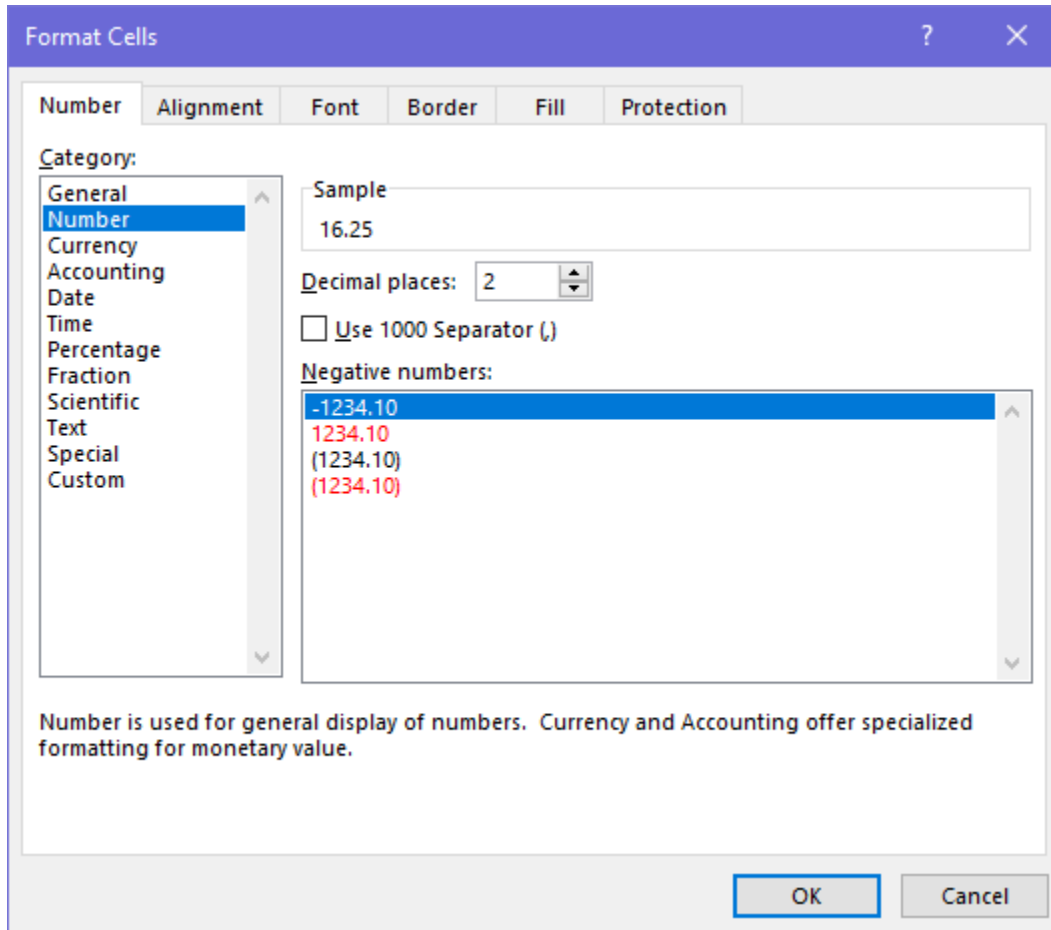 Format Cells ?
Number Alignment Font Border Fill Protection
Category:
General
Number
Currency
Accounting
Date
Time
Percentage
Fraction
Scientific
Text
Special
Custom
Sample
16.25
Decimal places: 2
Use 1000 Separator (,)
Negative numbers:
-1234.10
1234.10
(1234.10)
(1234.10)
Number is used for general display of numbers. Currency and Accounting offer specialized
formatting for monetary value.
OK Cancel